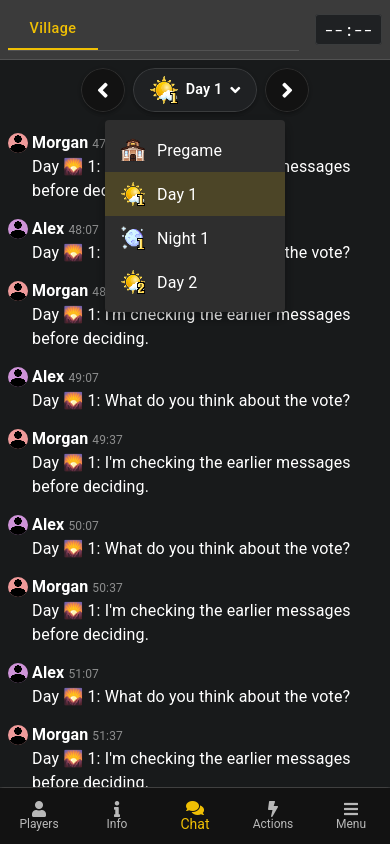 Village
--:--
Day 1
Pregame
Day 1
Night 1
Day 2
Morgan 47
Day 🌄 1: messages
before dec
Alex 48:07
Day 🌄 1: the vote?
Morgan 48
Day 🌄 1: I'm checking the earlier messages
before deciding.
Alex 49:07
Day 🌄 1: What do you think about the vote?
Morgan 49:37
Day 🌄 1: I'm checking the earlier messages
before deciding.
Alex 50:07
Day 🌄 1: What do you think about the vote?
Morgan 50:37
Day 🌄 1: I'm checking the earlier messages
before deciding.
Alex 51:07
Day 🌄 1: What do you think about the vote?
Morgan 51:37
Day 🌄 1: I'm checking the earlier messages
before deciding.
Players
Info
Chat
Actions
Menu